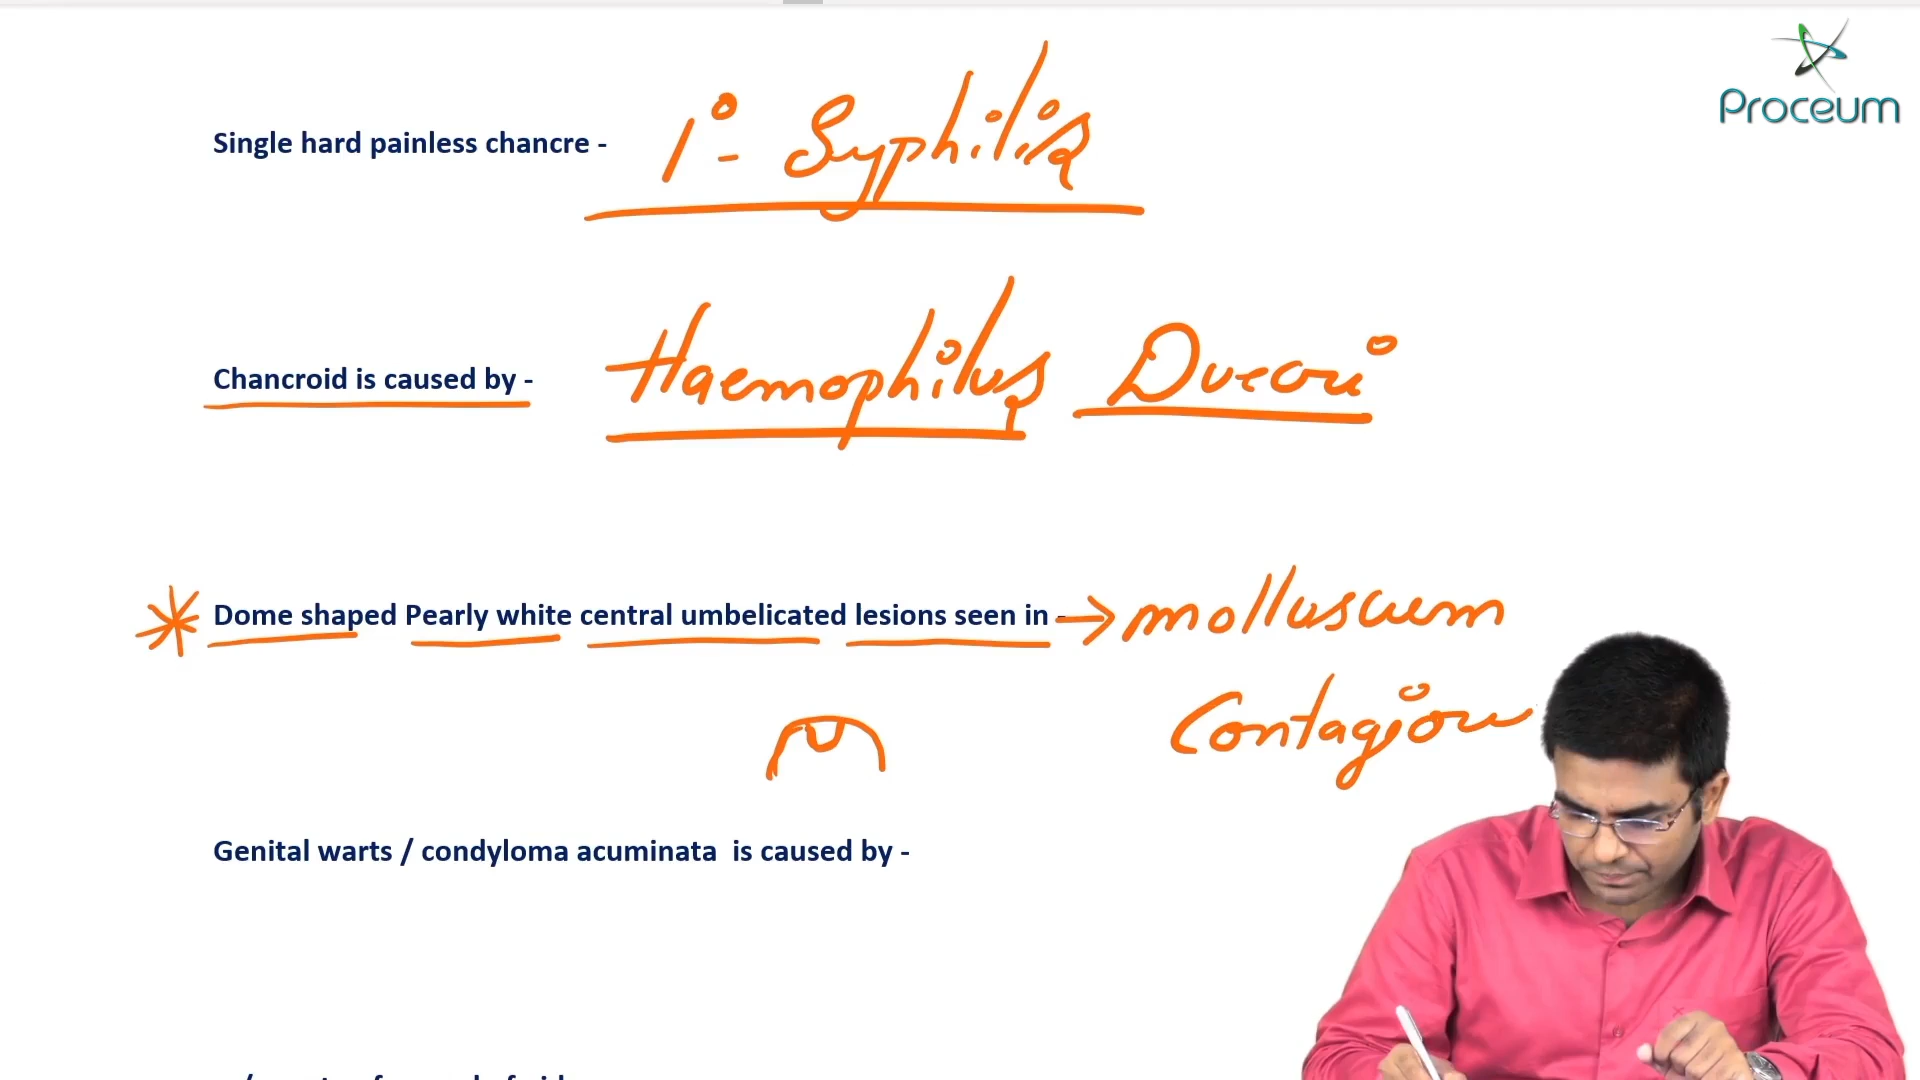 Proceum
Single hard painless chancre - 1° - Syphilis
Chancroid is caused by - Haemophilus Ducrei
Dome shaped Pearly white central umbelicated lesions seen in - → molluscum
Genital warts / condyloma acuminata is caused by -